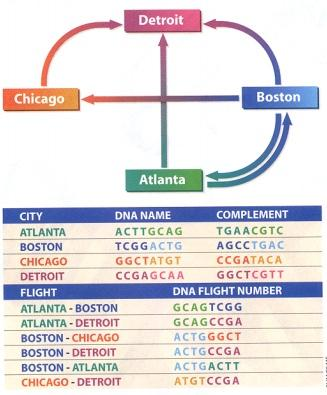 Detroit
Chicago
Boston
Atlanta
CITY DNA NAME COMPLEMENT
ATLANTA ACTTGCAG TGAACGTC
BOSTON TCGGACTG AGCCTGAC
CHICAGO GGCTATGT CCGATACA
DETROIT CCGAGCAA GGCTCGTT
FLIGHT DNA FLIGHT NUMBER
ATLANTA - BOSTON GCAGTCGG
ATLANTA - DETROIT GCAGCCGA
BOSTON - CHICAGO ACTGGGCT
BOSTON - DETROIT ACTGCCGA
BOSTON - ATLANTA ACTGACTT
CHICAGO - DETROIT ATGTCCGA